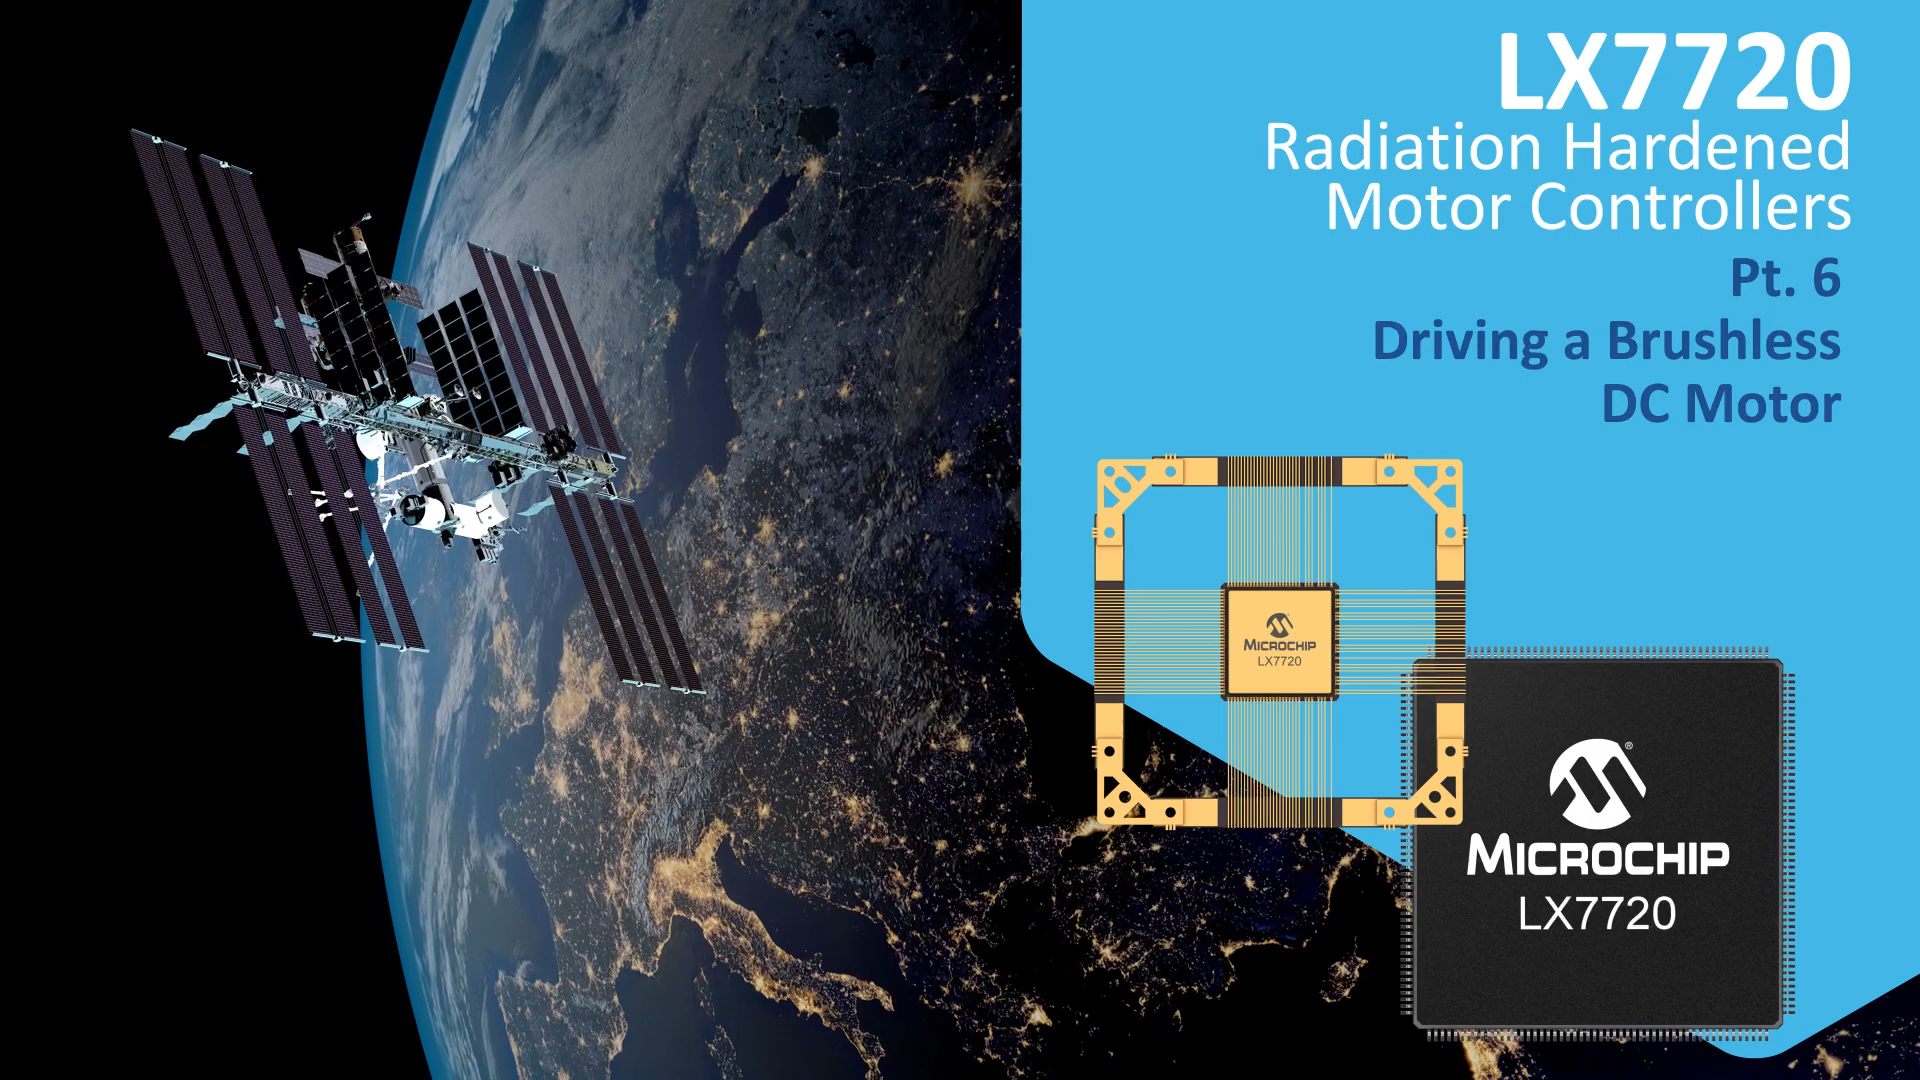 LX7720
Radiation Hardened
Motor Controllers
Pt. 6
Driving a Brushless
DC Motor
MICROCHIP
LX7720
MICROCHIP
LX7720